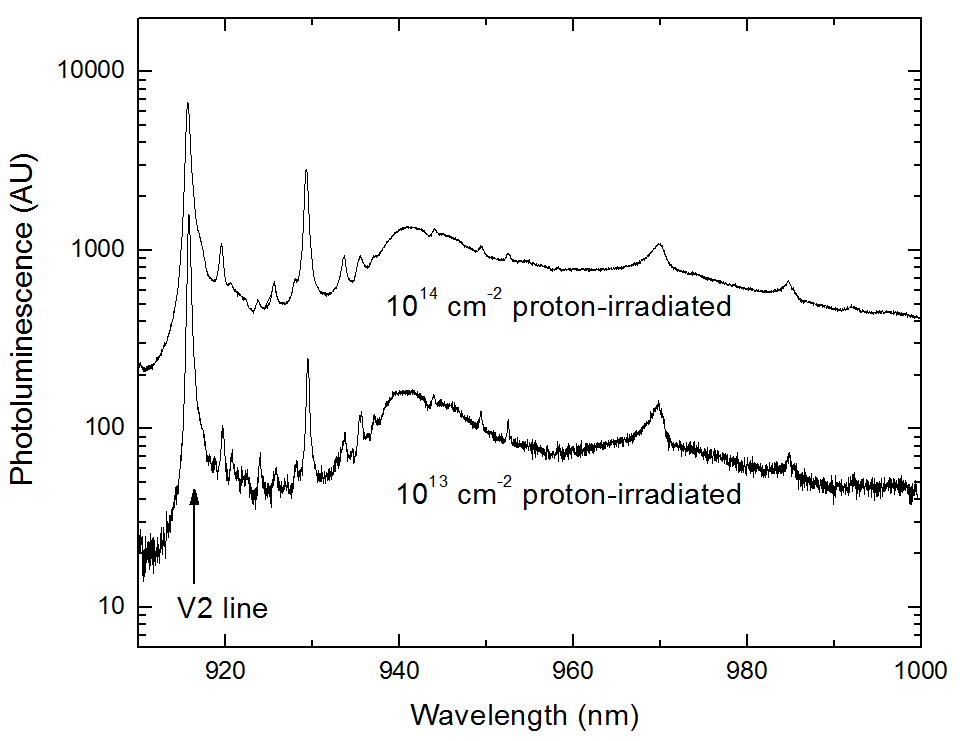 10000
1000
100
10
Photoluminescence (AU)
10¹⁴ cm⁻² proton-irradiated
10¹³ cm⁻² proton-irradiated
V2 line
920 940 960 980 1000
Wavelength (nm)